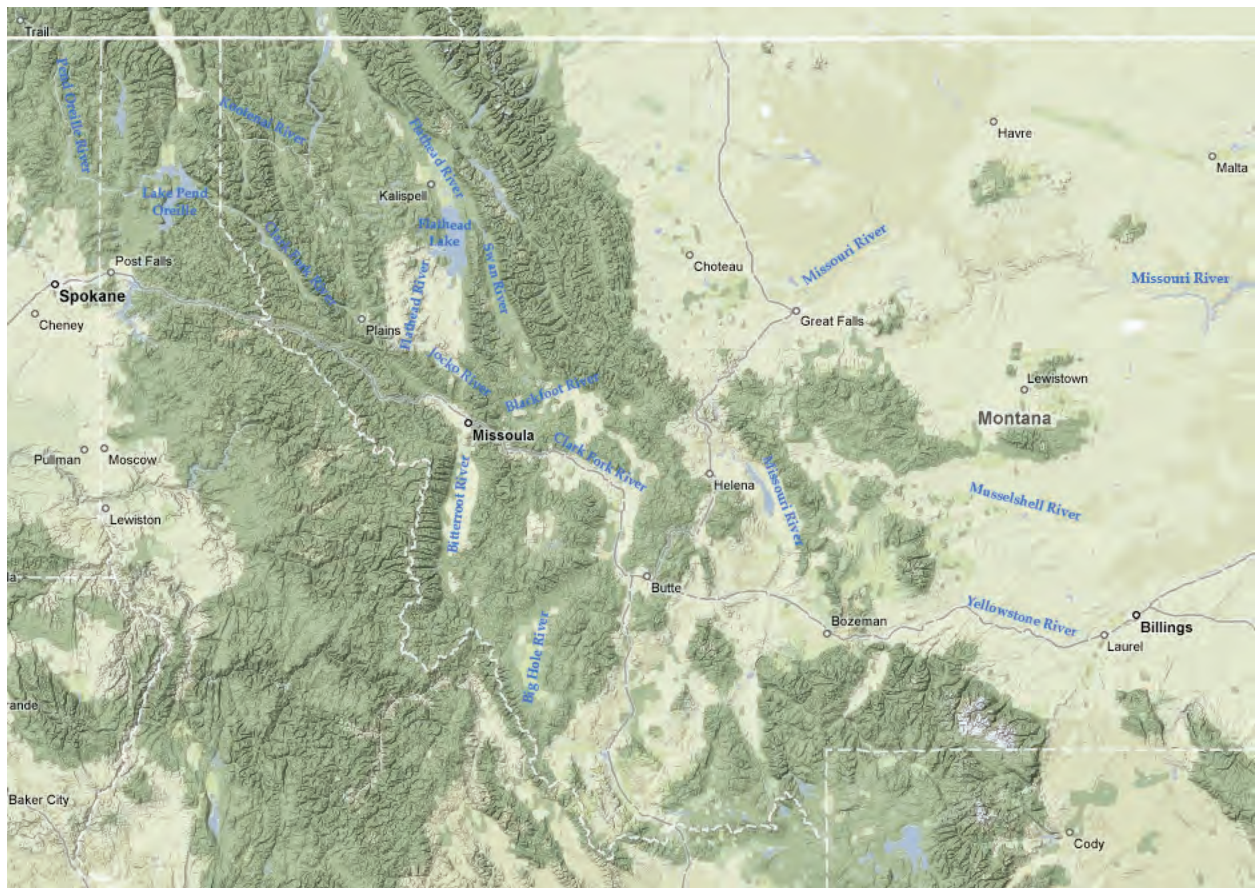 Trail
Pend Oreille River
Kootenai River
Flathead River
Havre
Malta
Kalispell
Lake Pend
Oreille
Flathead
Lake
Clark Fork River
Swan River
Missouri River
Choteau
Post Falls
Spokane
Missouri River
Flathead River
Great Falls
Cheney
Plains
Jocko River
Blackfoot River
Lewistown
Montana
Missoula
Clark Fork River
Pullman
Moscow
Helena
Missouri River
Musselshell River
Bitterroot River
Lewiston
Butte
Yellowstone River
Bozeman
Billings
Laurel
Big Hole River
rande
Baker City
Cody